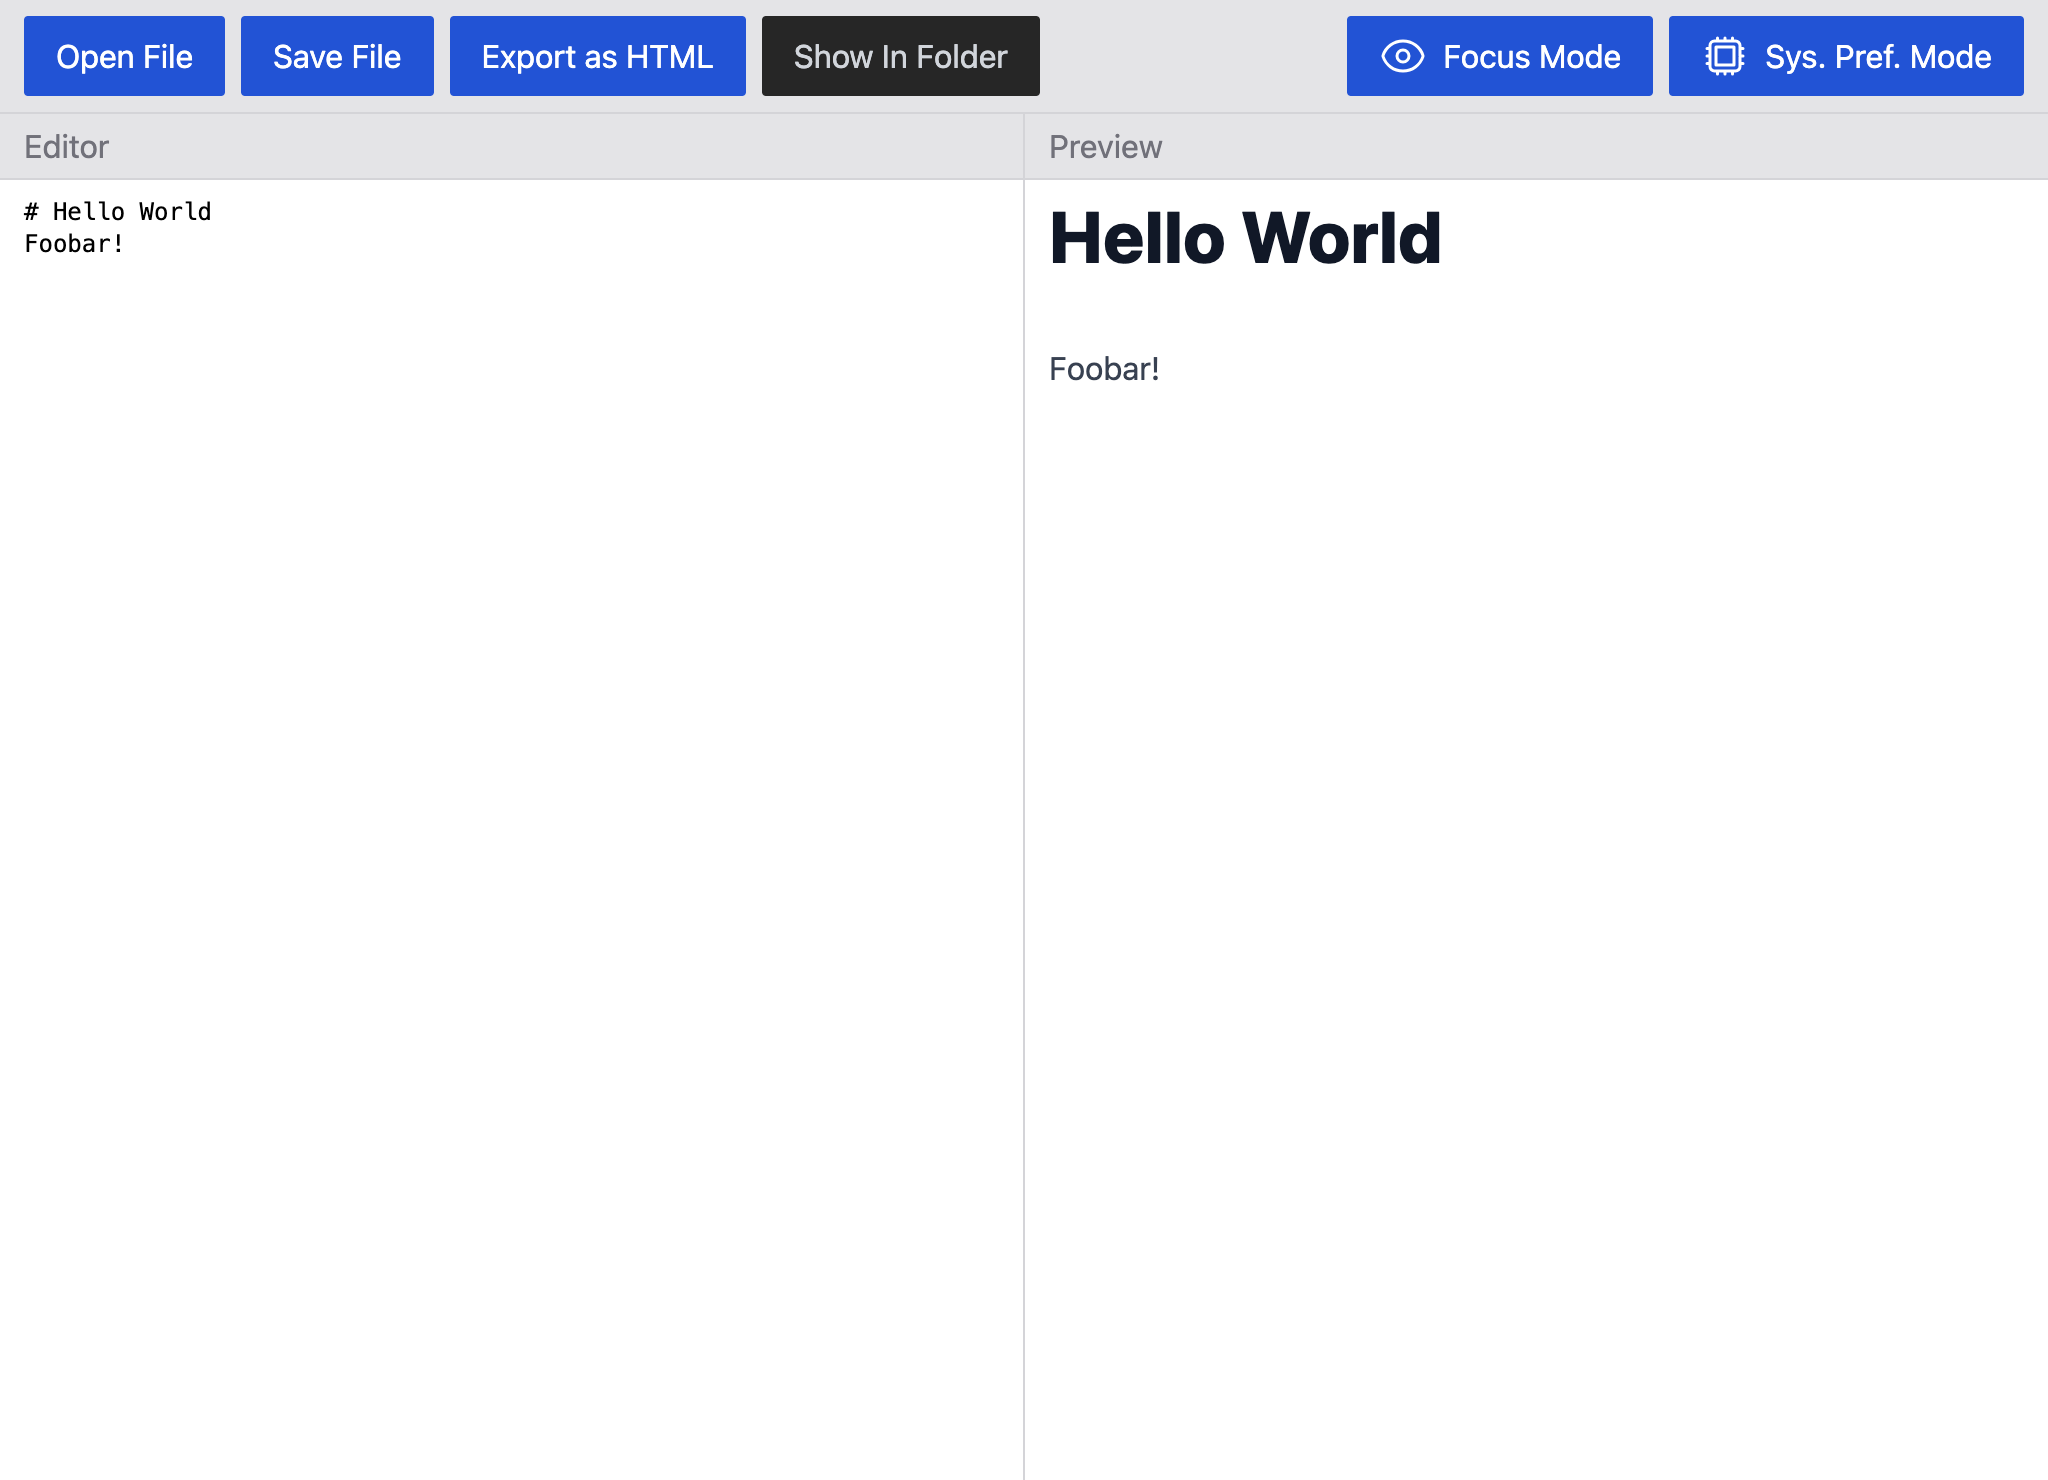 Open File Save File Export as HTML Show In Folder Focus Mode Sys. Pref. Mode
Editor
# Hello World
Foobar!
Preview
Hello World
Foobar!